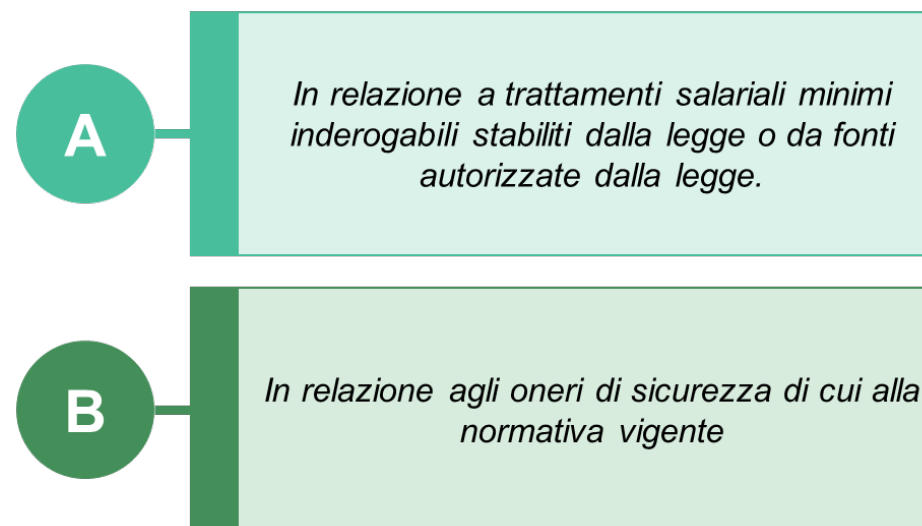 A
In relazione a trattamenti salariali minimi
inderogabili stabiliti dalla legge o da fonti
autorizzate dalla legge.
B
In relazione agli oneri di sicurezza di cui alla
normativa vigente